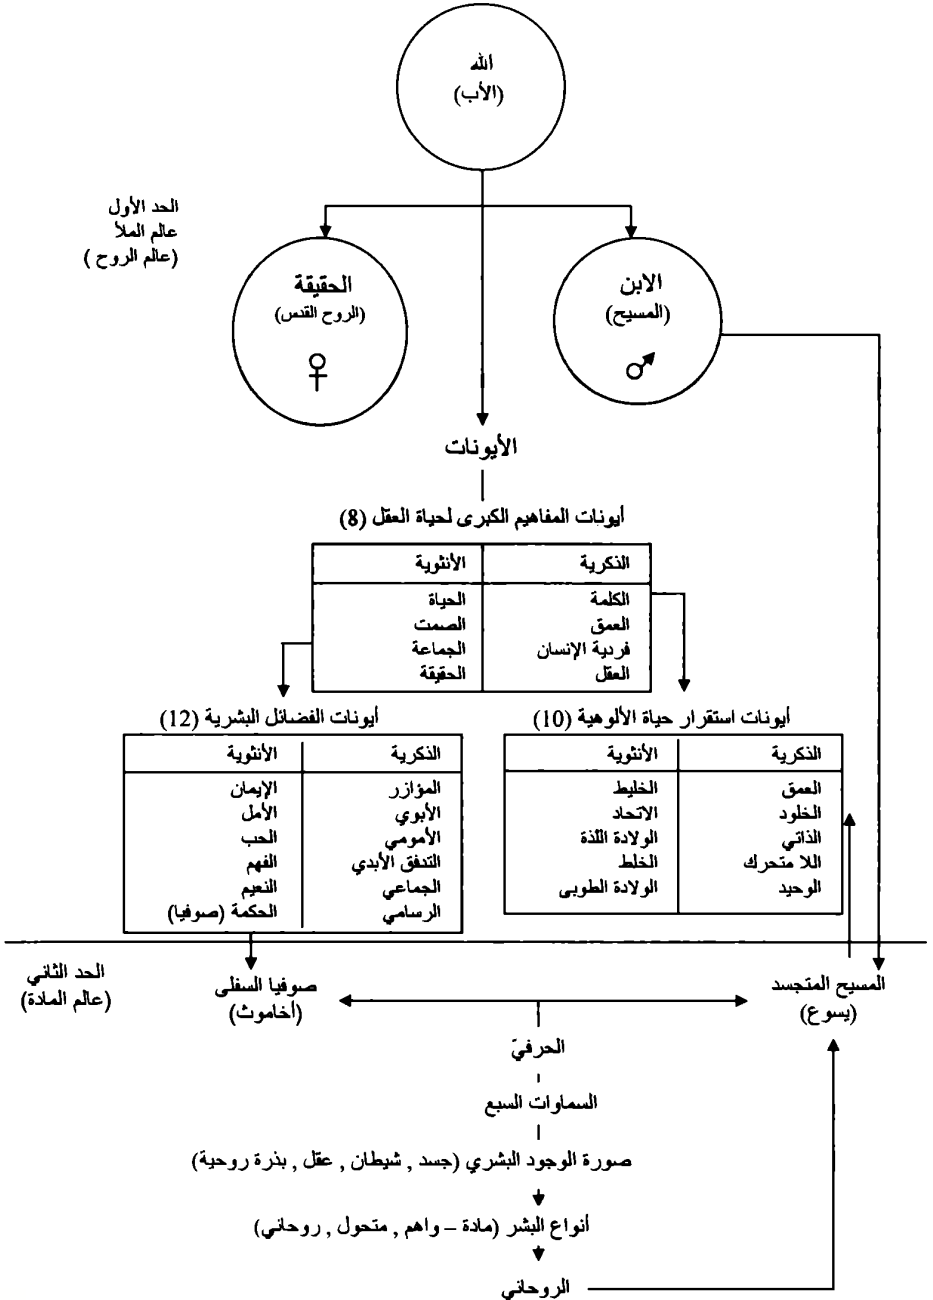 الله
(الأب)
الحد الأول
عالم الملأ
(عالم الروح )
الابن
(المسيح)
الحقيقة
(الروح القدس)
الأيونات
أيونات المفاهيم الكبرى لحياة العقل (8)
الذكرية الأنثوية
الكلمة الحياة
العمق الصمت
فردية الإنسان الجماعة
العقل الحقيقة
أيونات استقرار حياة الألوهية (10)
الذكرية الأنثوية
العمق الخليط
الخلود الاتحاد
الذاتي الولادة اللذة
اللا متحرك الخلط
الوحيد الولادة الطوبى
أيونات الفضائل البشرية (12)
الذكرية الأنثوية
المؤازر الإيمان
الأبوي الأمل
الأمومي الحب
التدفق الأبدي الفهم
الجماعي النعيم
الرسامي الحكمة (صوفيا)
الحد الثاني
(عالم المادة)
المسيح المتجسد
(يسوع)
صوفيا السفلى
(أخاموث)
الحرفيّ
السماوات السبع
صورة الوجود البشري (جسد , شيطان , عقل , بذرة روحية)
أنواع البشر (مادة – واهم , متحول , روحاني)
الروحاني